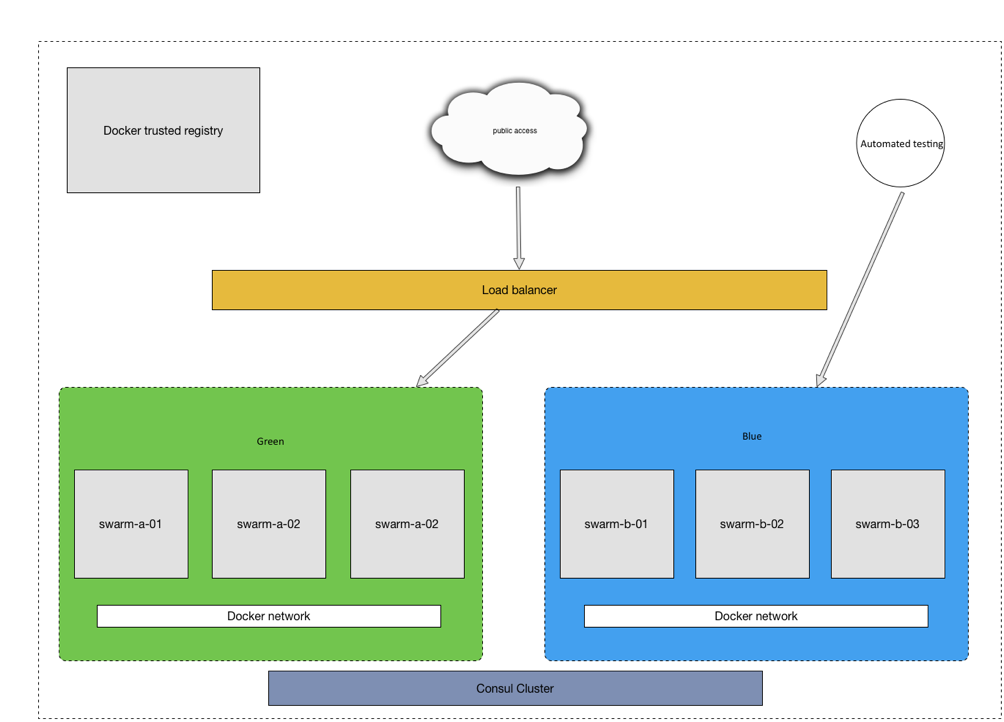 Docker trusted registry
public access
Automated testing
Load balancer
Green
Blue
swarm-a-01
swarm-a-02
swarm-a-02
swarm-b-01
swarm-b-02
swarm-b-03
Docker network
Docker network
Consul Cluster